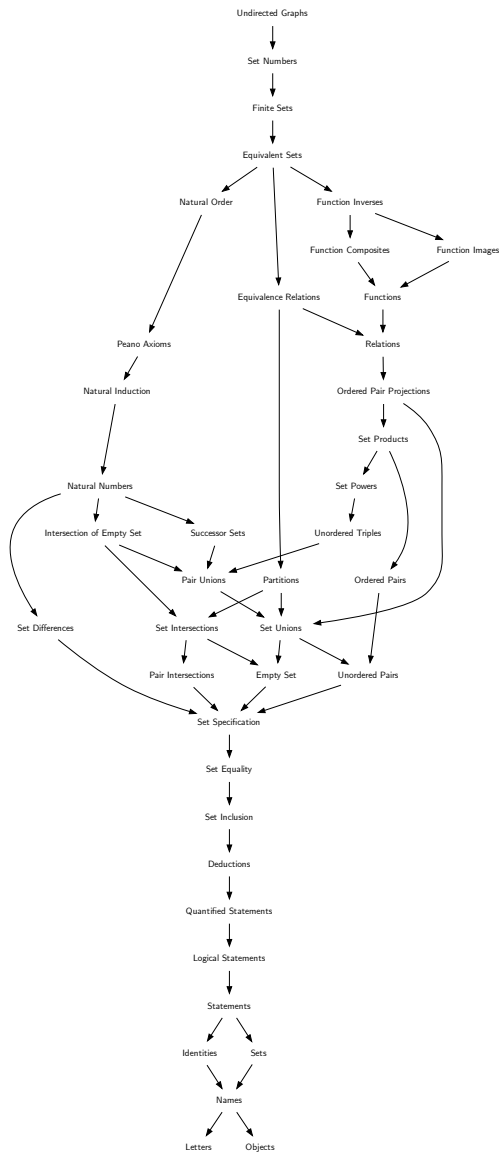 Undirected Graphs
Set Numbers
Finite Sets
Equivalent Sets
Natural Order
Function Inverses
Function Composites
Function Images
Equivalence Relations
Functions
Peano Axioms
Relations
Natural Induction
Ordered Pair Projections
Set Products
Natural Numbers
Set Powers
Intersection of Empty Set
Successor Sets
Unordered Triples
Pair Unions
Partitions
Ordered Pairs
Set Differences
Set Intersections
Set Unions
Pair Intersections
Empty Set
Unordered Pairs
Set Specification
Set Equality
Set Inclusion
Deductions
Quantified Statements
Logical Statements
Statements
Identities
Sets
Names
Letters
Objects